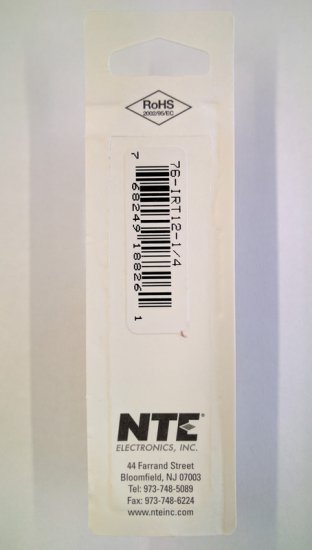 RoHS
2002/95/EC
76-IRT12-1/4
7 68249 18826 1
NTE
ELECTRONICS, INC.
44 Farrand Street
Bloomfield, NJ 07003
Tel: 973-748-5089
Fax: 973-748-6224
www.nteinc.com